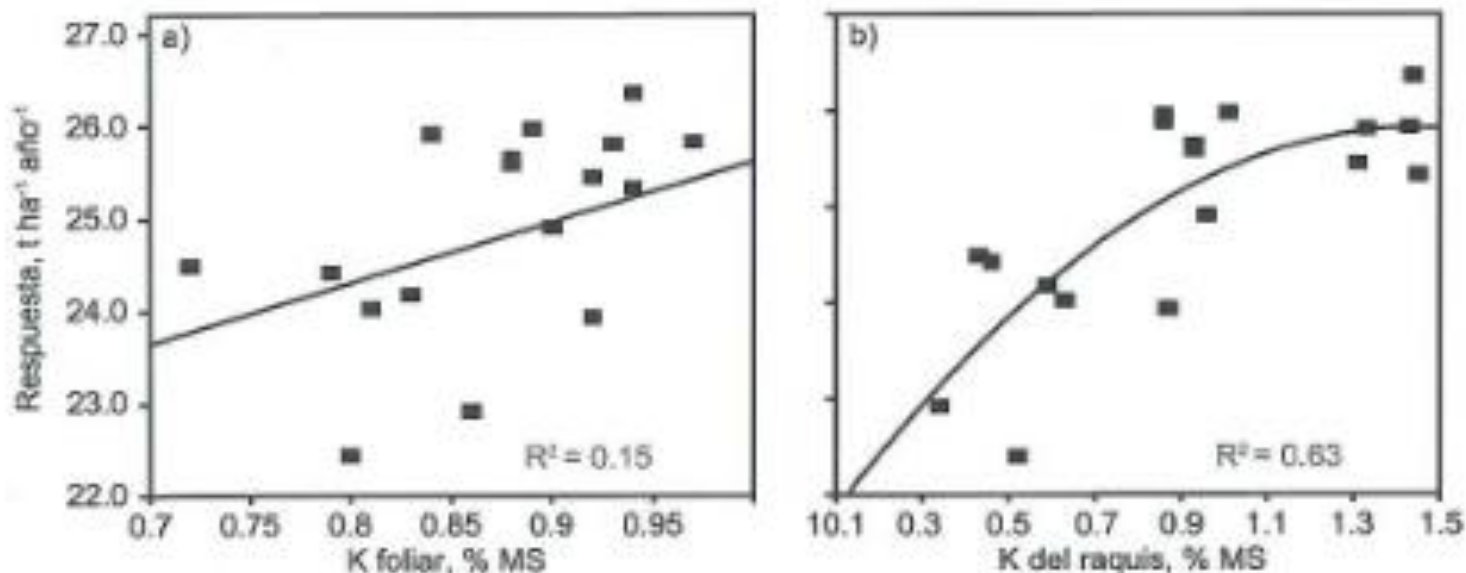 a)
b)
Respuesta, t ha⁻¹ año⁻¹
27.0
26.0
25.0
24.0
23.0
22.0
R² = 0.15
R² = 0.63
0.7 0.75 0.8 0.85 0.9 0.95
10.1 0.3 0.5 0.7 0.9 1.1 1.3 1.5
K foliar, % MS
K del raquis, % MS